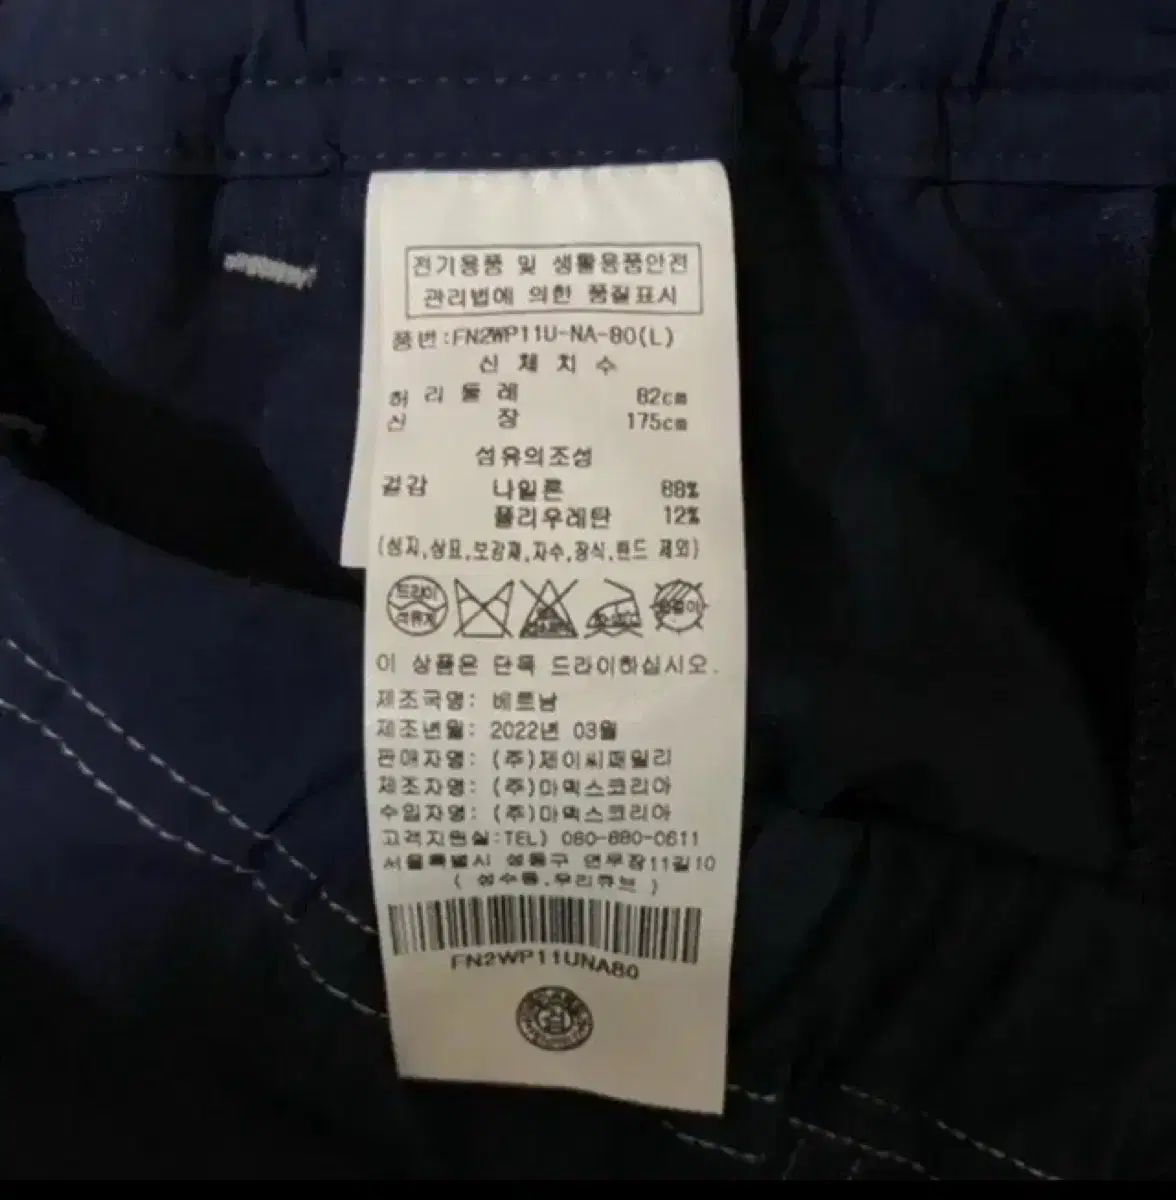 전기용품 및 생활용품안전
관리법에 의한 품질표시
품번:FN2WP11U-NA-80(L)
신체치수
허리둘레 82cm
신장 175cm
섬유의조성
겉감 나일론 88%
폴리우레탄 12%
(심지,상표,보강재,자수,장식,밴드 제외)
드라이
석유계
이 상품은 단독 드라이하십시오.
제조국명: 베트남
제조년월: 2022년 03월
판매자명: (주)제이씨패밀리
제조자명: (주)마멕스코리아
수입자명: (주)마멕스코리아
고객지원실:TEL) 080-880-0611
서울특별시 성동구 연무장11길10
(성수동,우리큐브)
FN2WP11UNA80
검